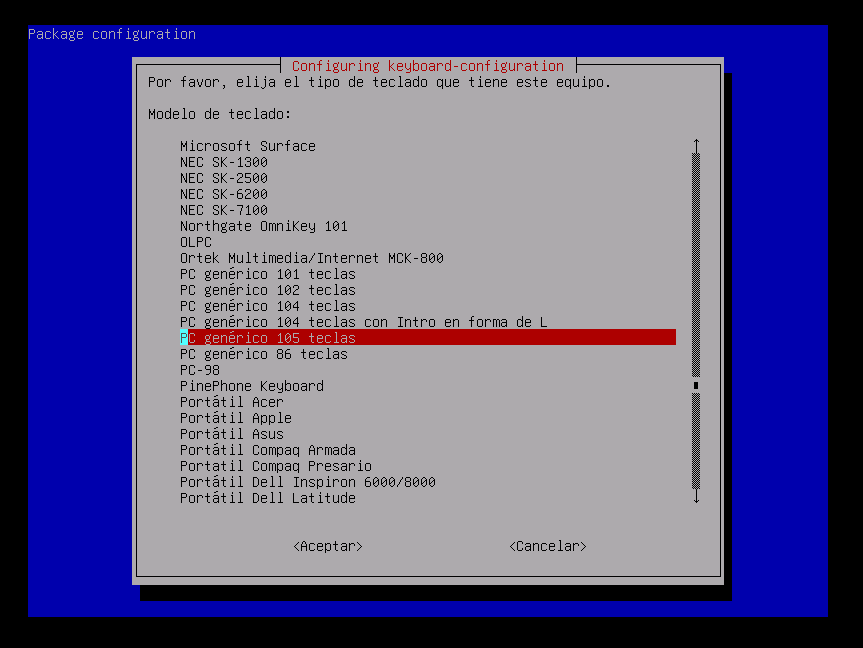 Package configuration
Configuring keyboard-configuration
Por favor, elija el tipo de teclado que tiene este equipo.
Modelo de teclado:
Microsoft Surface
NEC SK-1300
NEC SK-2500
NEC SK-6200
NEC SK-7100
Northgate OmniKey 101
OLPC
Ortek Multimedia/Internet MCK-800
PC genérico 101 teclas
PC genérico 102 teclas
PC genérico 104 teclas
PC genérico 104 teclas con Intro en forma de L
PC genérico 105 teclas
PC genérico 86 teclas
PC-98
PinePhone Keyboard
Portátil Acer
Portátil Apple
Portátil Asus
Portátil Compaq Armada
Portatil Compaq Presario
Portátil Dell Inspiron 6000/8000
Portátil Dell Latitude
<Aceptar> <Cancelar>